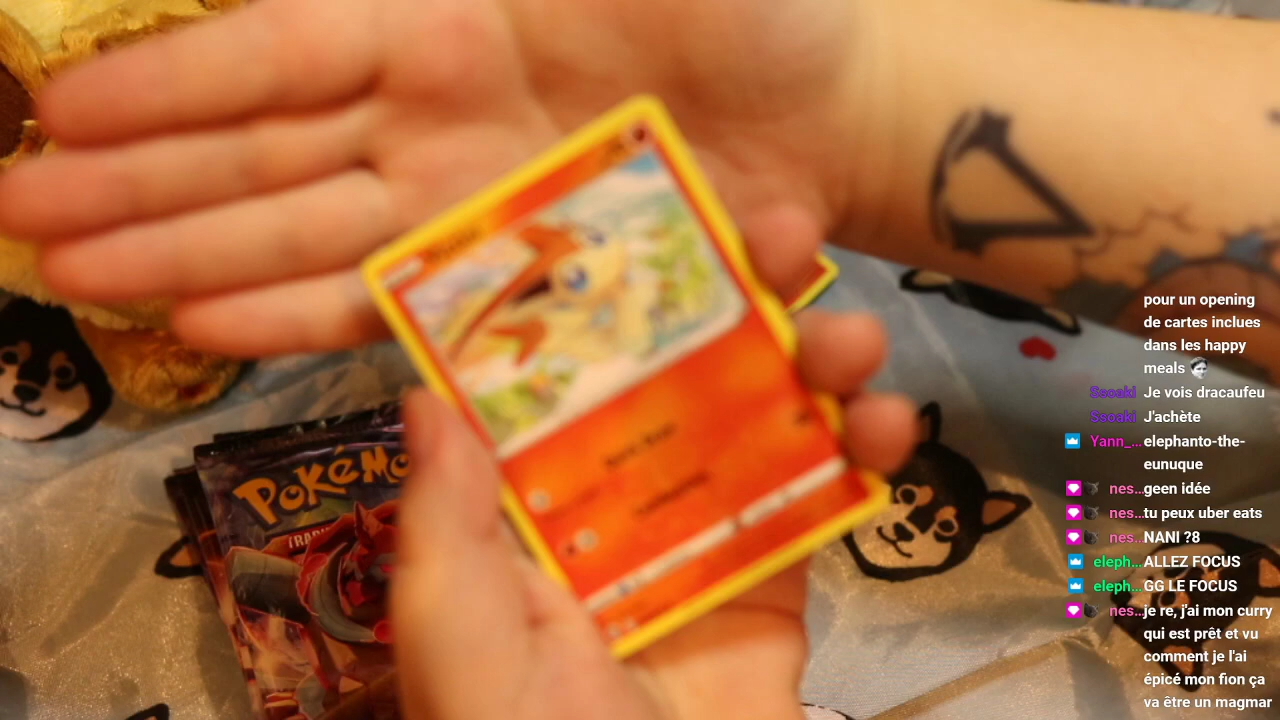 POKÉMO
pour un opening
de cartes inclues
dans les happy
meals
Ssoaki Je vois dracaufeu
Ssoaki J'achète
Yann_... elephanto-the-
eunuque
nes... geen idée
nes... tu peux uber eats
nes... NANI ?8
eleph... ALLEZ FOCUS
eleph... GG LE FOCUS
nes... je re, j'ai mon curry
qui est prêt et vu
comment je l'ai
épicé mon fion ça
va être un magmar